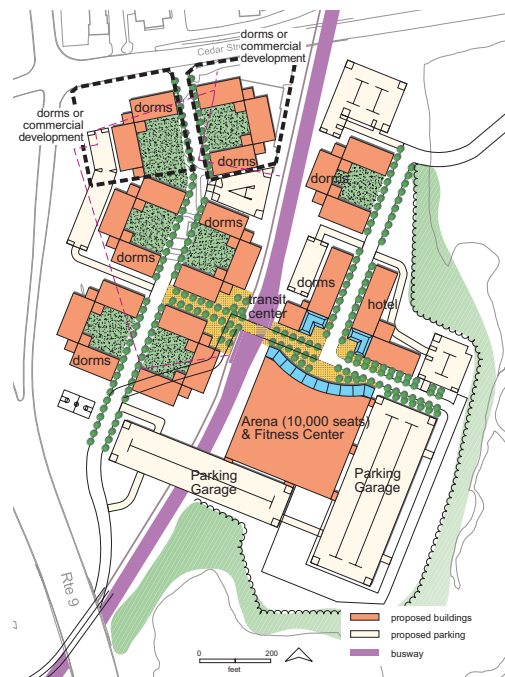 dorms or
commercial
development
Cedar Str
dorms or
commercial
development
dorms
dorms
dorms
dorms
dorms
transit
center
dorms
hotel
dorms
Arena (10,000 seats)
& Fitness Center
Parking
Garage
Parking
Garage
Rte 9
proposed buildings
proposed parking
busway
0
200
feet